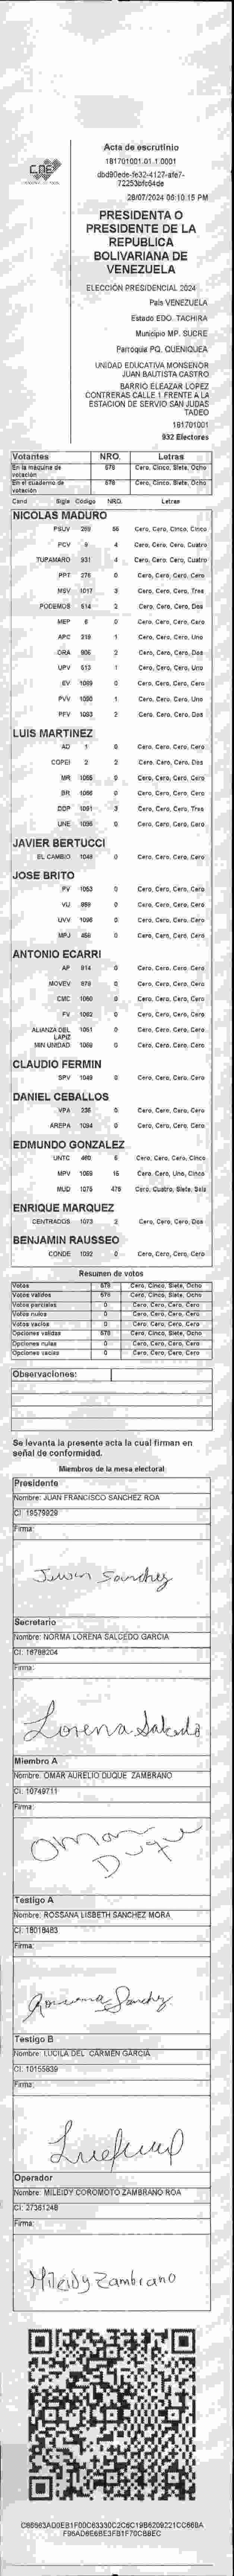 CNE
Acta de escrutinio
181701001.01.1.0001
28/07/2024 06:10:15 PM
PRESIDENTA O
PRESIDENTE DE LA
REPUBLICA
BOLIVARIANA DE
VENEZUELA
ELECCIÓN PRESIDENCIAL 2024
País VENEZUELA
Estado EDO. TACHIRA
Municipio MP. SUCRE
Parroquia PQ. QUENIQUEA
UNIDAD EDUCATIVA MONSENOR
JUAN BAUTISTA CASTRO
BARRIO ELEAZAR LOPEZ
CONTRERAS CALLE 1 FRENTE A LA
ESTACION DE SERVIO SAN JUDAS
TADEO
181701001
932 Electores
Votantes NRO. Letras
En la máquina de votación 578 Cero, Cinco, Siete, Ocho
En el cuaderno de votación 578 Cero, Cinco, Siete, Ocho
Cand Sigla Código NRO. Letras
NICOLAS MADURO
PSUV 269 55 Cero, Cero, Cinco, Cinco
PCV 9 4 Cero, Cero, Cero, Cuatro
TUPAMARO 931 4 Cero, Cero, Cero, Cuatro
PPT 276 0 Cero, Cero, Cero, Cero
MSV 1017 3 Cero, Cero, Cero, Tres
PODEMOS 514 2 Cero, Cero, Cero, Dos
MEP 6 0 Cero, Cero, Cero, Cero
APC 219 1 Cero, Cero, Cero, Uno
ORA 906 2 Cero, Cero, Cero, Dos
UPV 613 1 Cero, Cero, Cero, Uno
EV 1089 0 Cero, Cero, Cero, Cero
PVV 1090 1 Cero, Cero, Cero, Uno
PFV 1093 2 Cero, Cero, Cero, Dos
LUIS MARTINEZ
AD 1 0 Cero, Cero, Cero, Cero
COPEI 2 2 Cero, Cero, Cero, Dos
MR 1055 0 Cero, Cero, Cero, Cero
BR 1066 0 Cero, Cero, Cero, Cero
DDP 1091 3 Cero, Cero, Cero, Tres
UNE 1095 0 Cero, Cero, Cero, Cero
JAVIER BERTUCCI
EL CAMBIO 1048 0 Cero, Cero, Cero, Cero
JOSE BRITO
PV 1053 0 Cero, Cero, Cero, Cero
VU 989 0 Cero, Cero, Cero, Cero
UVV 1096 0 Cero, Cero, Cero, Cero
MPJ 456 0 Cero, Cero, Cero, Cero
ANTONIO ECARRI
AP 914 0 Cero, Cero, Cero, Cero
MOVEV 979 0 Cero, Cero, Cero, Cero
CMC 1060 0 Cero, Cero, Cero, Cero
FV 1062 0 Cero, Cero, Cero, Cero
ALIANZA DEL LAPIZ 1051 0 Cero, Cero, Cero, Cero
MIN UNIDAD 1069 0 Cero, Cero, Cero, Cero
CLAUDIO FERMIN
SPV 1049 0 Cero, Cero, Cero, Cero
DANIEL CEBALLOS
VPA 236 0 Cero, Cero, Cero, Cero
AREPA 1094 0 Cero, Cero, Cero, Cero
EDMUNDO GONZALEZ
UNTC 460 5 Cero, Cero, Cero, Cinco
MPV 1069 15 Cero, Cero, Uno, Cinco
MUD 1075 476 Cero, Cuatro, Siete, Seis
ENRIQUE MARQUEZ
CENTRADOS 1073 2 Cero, Cero, Cero, Dos
BENJAMIN RAUSSEO
CONDE 1092 0 Cero, Cero, Cero, Cero
Resumen de votos
Votos 578 Cero, Cinco, Siete, Ocho
Votos válidos 578 Cero, Cinco, Siete, Ocho
Votos parciales 0 Cero, Cero, Cero, Cero
Votos nulos 0 Cero, Cero, Cero, Cero
Votos vacíos 0 Cero, Cero, Cero, Cero
Opciones válidas 578 Cero, Cinco, Siete, Ocho
Opciones nulas 0 Cero, Cero, Cero, Cero
Opciones vacías 0 Cero, Cero, Cero, Cero
Observaciones:
Se levanta la presente acta la cual firman en
señal de conformidad.
Miembros de la mesa electoral
Presidente
Nombre: JUAN FRANCISCO SANCHEZ ROA
CI: 19579929
Firma:
Juan Sanchez
Secretario
Nombre: NORMA LORENA SALCEDO GARCIA
CI: 16788204
Firma:
Lorena Salcedo
Miembro A
Nombre: OMAR AURELIO DUQUE ZAMBRANO
CI: 10749711
Firma:
Omar
Duque
Testigo A
Nombre: ROSSANA LISBETH SANCHEZ MORA
CI: 18018483
Firma:
Rossana Sanchez
Testigo B
Nombre: LUCILA DEL CARMEN GARCIA
CI: 10155639
Firma:
Operador
Nombre: MILEIDY COROMOTO ZAMBRANO ROA
CI: 27361248
Firma:
Mileidy Zambrano